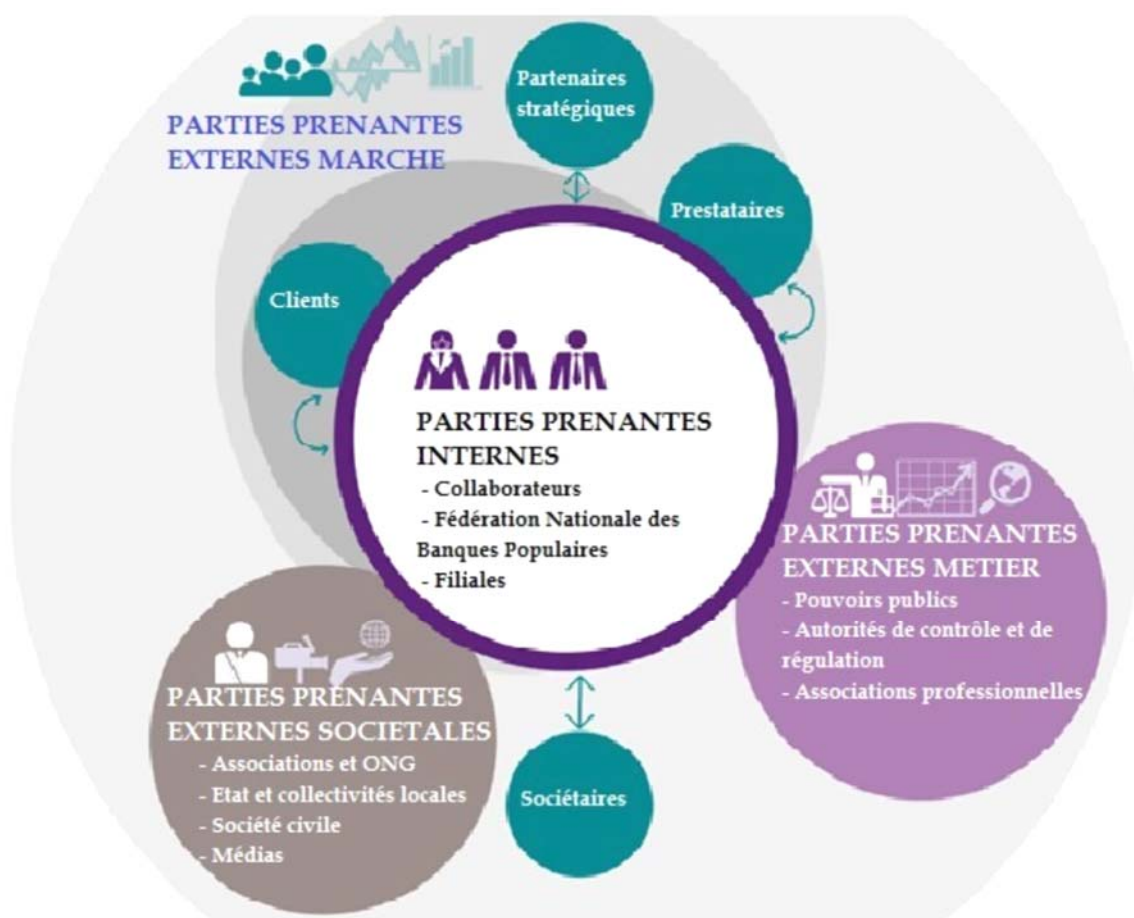 PARTIES PRENANTES
EXTERNES MARCHE
Partenaires
stratégiques
Prestataires
Clients
PARTIES PRENANTES
INTERNES
- Collaborateurs
- Fédération Nationale des
Banques Populaires
- Filiales
PARTIES PRENANTES
EXTERNES METIER
- Pouvoirs publics
- Autorités de contrôle et de
régulation
- Associations professionnelles
PARTIES PRENANTES
EXTERNES SOCIETALES
- Associations et ONG
- Etat et collectivités locales
- Société civile
- Médias
Sociétaires